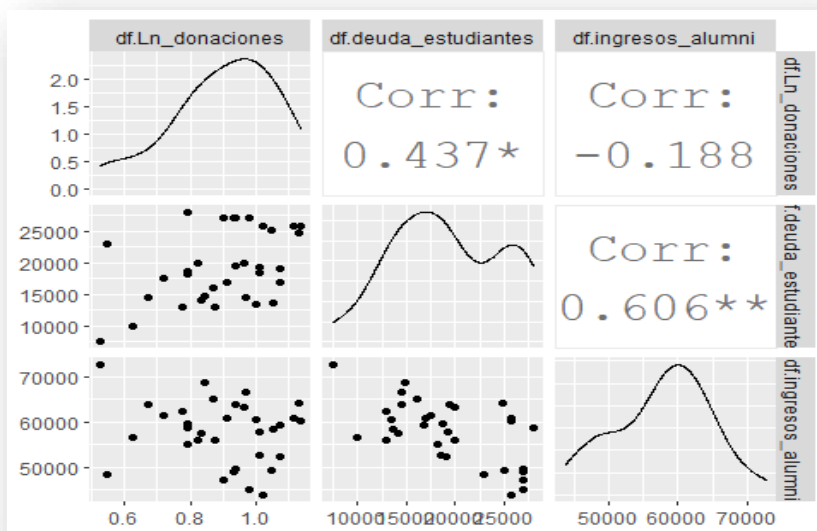 df.Ln_donaciones df.deuda_estudiantes df.ingresos_alumni
2.0
1.5
1.0
0.5
0.0
Corr:
0.437*
Corr:
-0.188
df.Ln_donaciones
25000
20000
15000
10000
Corr:
0.606**
df.deuda_estudiante
70000
60000
50000
df.ingresos_alumni
0.6 0.8 1.0
10000 15000 20000 25000
50000 60000 70000